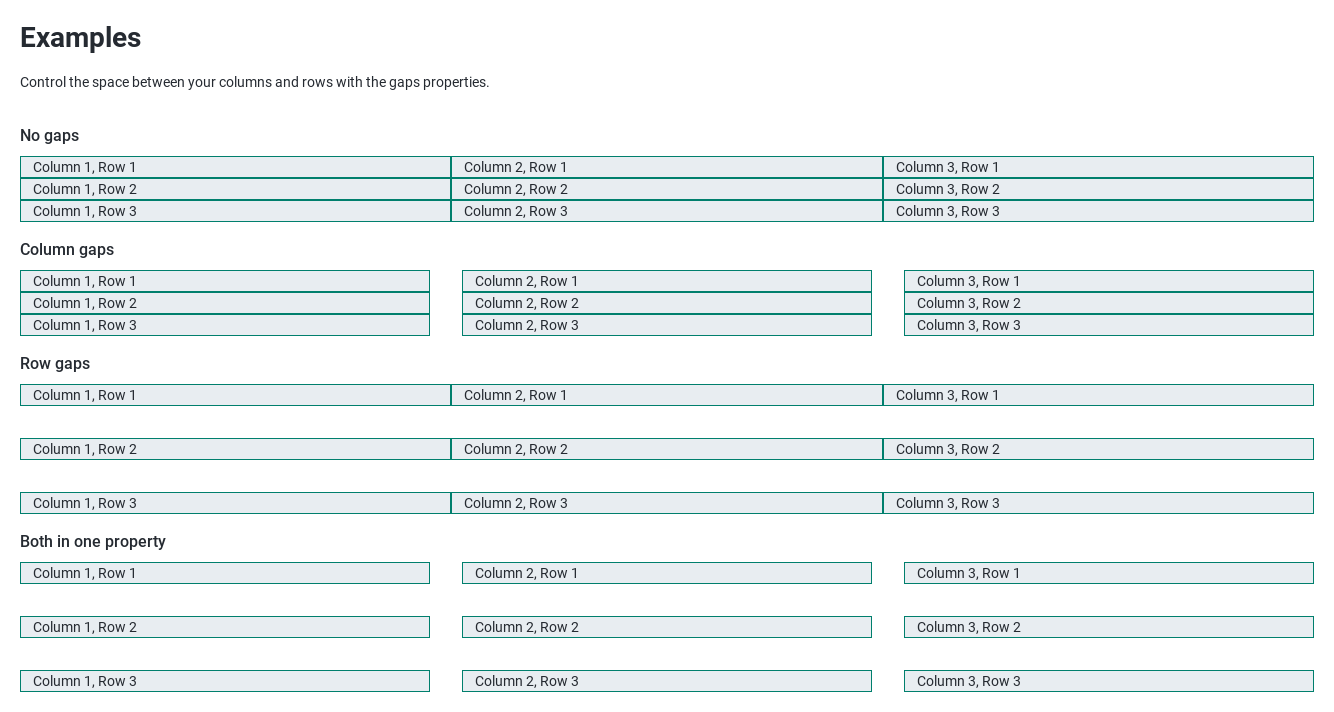 Examples
Control the space between your columns and rows with the gaps properties.
No gaps
Column 1, Row 1 Column 2, Row 1 Column 3, Row 1
Column 1, Row 2 Column 2, Row 2 Column 3, Row 2
Column 1, Row 3 Column 2, Row 3 Column 3, Row 3
Column gaps
Column 1, Row 1 Column 2, Row 1 Column 3, Row 1
Column 1, Row 2 Column 2, Row 2 Column 3, Row 2
Column 1, Row 3 Column 2, Row 3 Column 3, Row 3
Row gaps
Column 1, Row 1 Column 2, Row 1 Column 3, Row 1
Column 1, Row 2 Column 2, Row 2 Column 3, Row 2
Column 1, Row 3 Column 2, Row 3 Column 3, Row 3
Both in one property
Column 1, Row 1 Column 2, Row 1 Column 3, Row 1
Column 1, Row 2 Column 2, Row 2 Column 3, Row 2
Column 1, Row 3 Column 2, Row 3 Column 3, Row 3